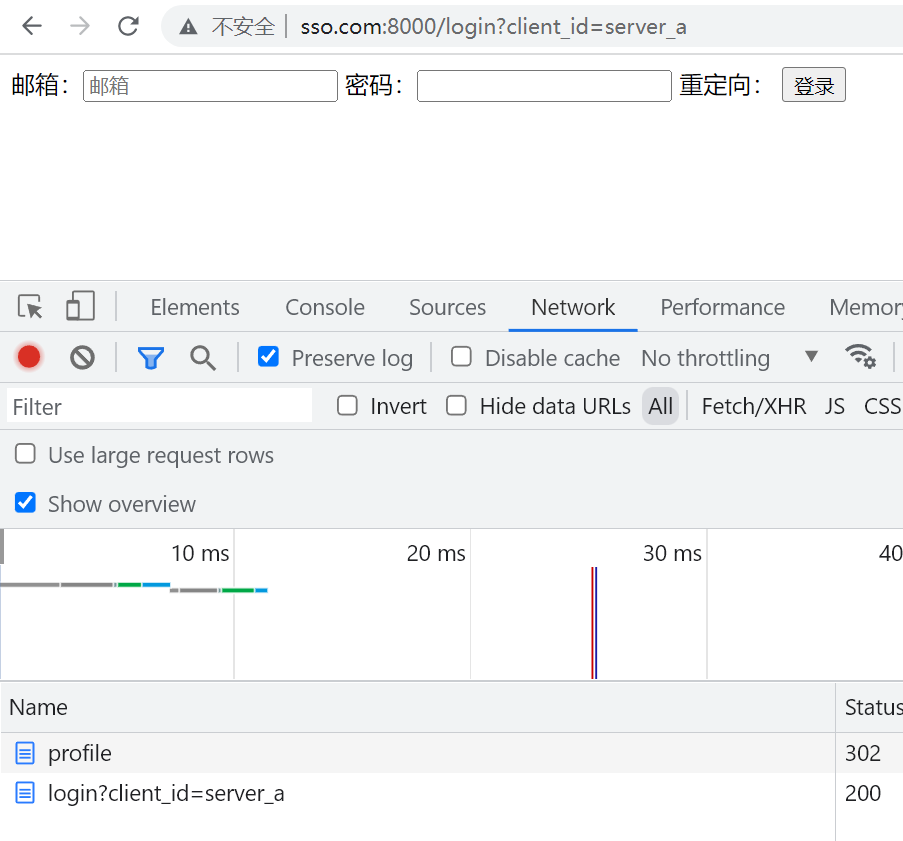 不安全 sso.com:8000/login?client_id=server_a
邮箱： 邮箱 密码： 重定向： 登录
Elements Console Sources Network Performance Memory
Preserve log Disable cache No throttling
Filter Invert Hide data URLs All Fetch/XHR JS CSS
Use large request rows
Show overview
10 ms 20 ms 30 ms 40
Name Status
profile 302
login?client_id=server_a 200